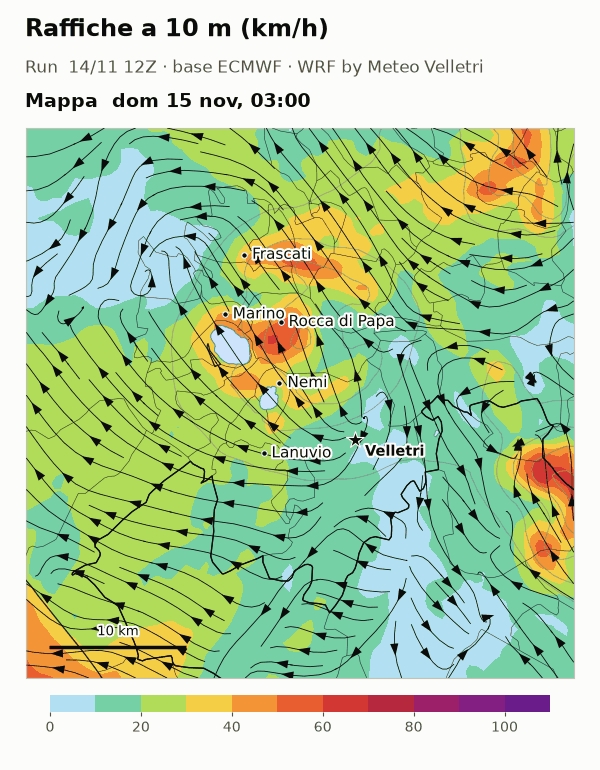 Raffiche a 10 m (km/h)
Run 14/11 12Z · base ECMWF · WRF by Meteo Velletri
Mappa dom 15 nov, 03:00
Frascati
Marino
Rocca di Papa
Nemi
Velletri
Lanuvio
10 km
0 20 40 60 80 100